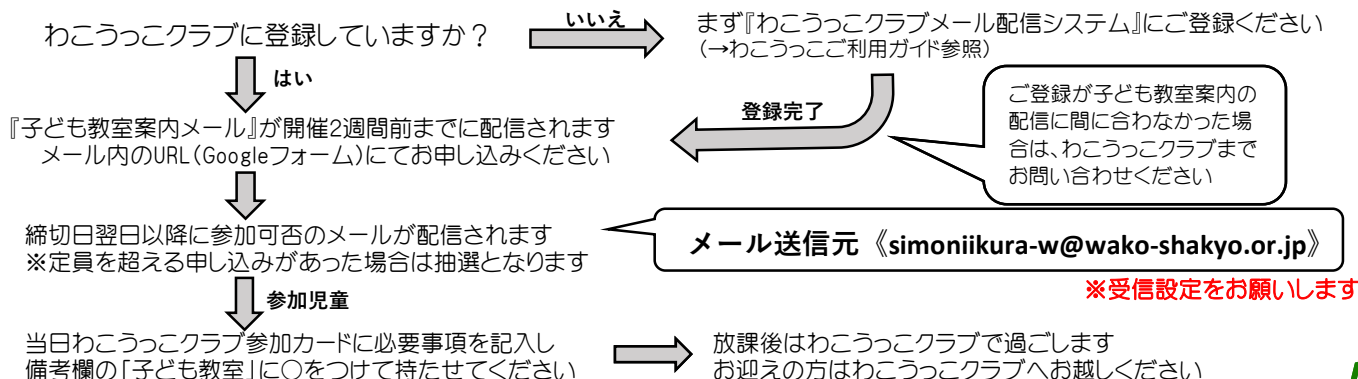 わこうっこクラブに登録していますか？
いいえ
まず『わこうっこクラブメール配信システム』にご登録ください
（→わこうっこご利用ガイド参照）
はい
登録完了
ご登録が子ども教室案内の
配信に間に合わなかった場
合は、わこうっこクラブまで
お問い合わせください
『子ども教室案内メール』が開催2週間前までに配信されます
メール内のURL（Googleフォーム）にてお申し込みください
締切日翌日以降に参加可否のメールが配信されます
※定員を超える申し込みがあった場合は抽選となります
メール送信元《simoniikura-w@wako-shakyo.or.jp》
※受信設定をお願いします
参加児童
当日わこうっこクラブ参加カードに必要事項を記入し
備考欄の「子ども教室」に○をつけて持たせてください
放課後はわこうっこクラブで過ごします
お迎えの方はわこうっこクラブへお越しください